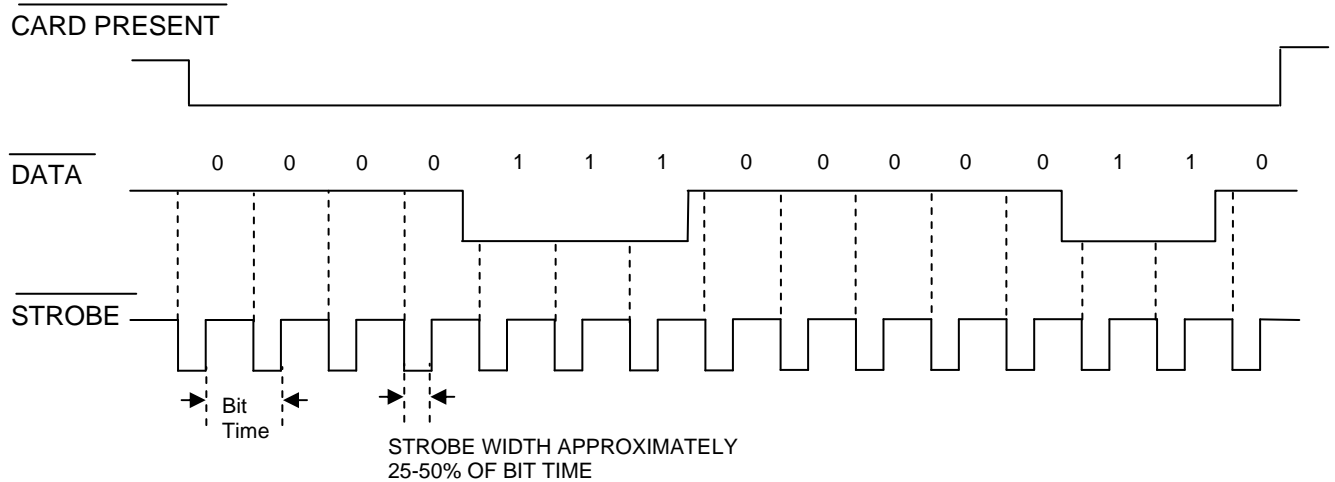 CARD PRESENT
DATA
0 0 0 0 1 1 1 0 0 0 0 0 1 1 0
STROBE
Bit
Time
STROBE WIDTH APPROXIMATELY
25-50% OF BIT TIME